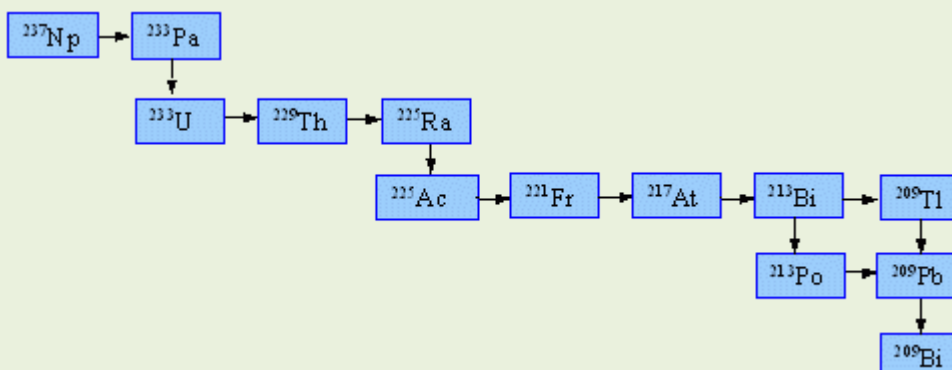 ²³⁷Np ²³³Pa
²³³U ²²⁹Th ²²⁵Ra
²²⁵Ac ²²¹Fr ²¹⁷At ²¹³Bi ²⁰⁹Tl
²¹³Po ²⁰⁹Pb
²⁰⁹Bi